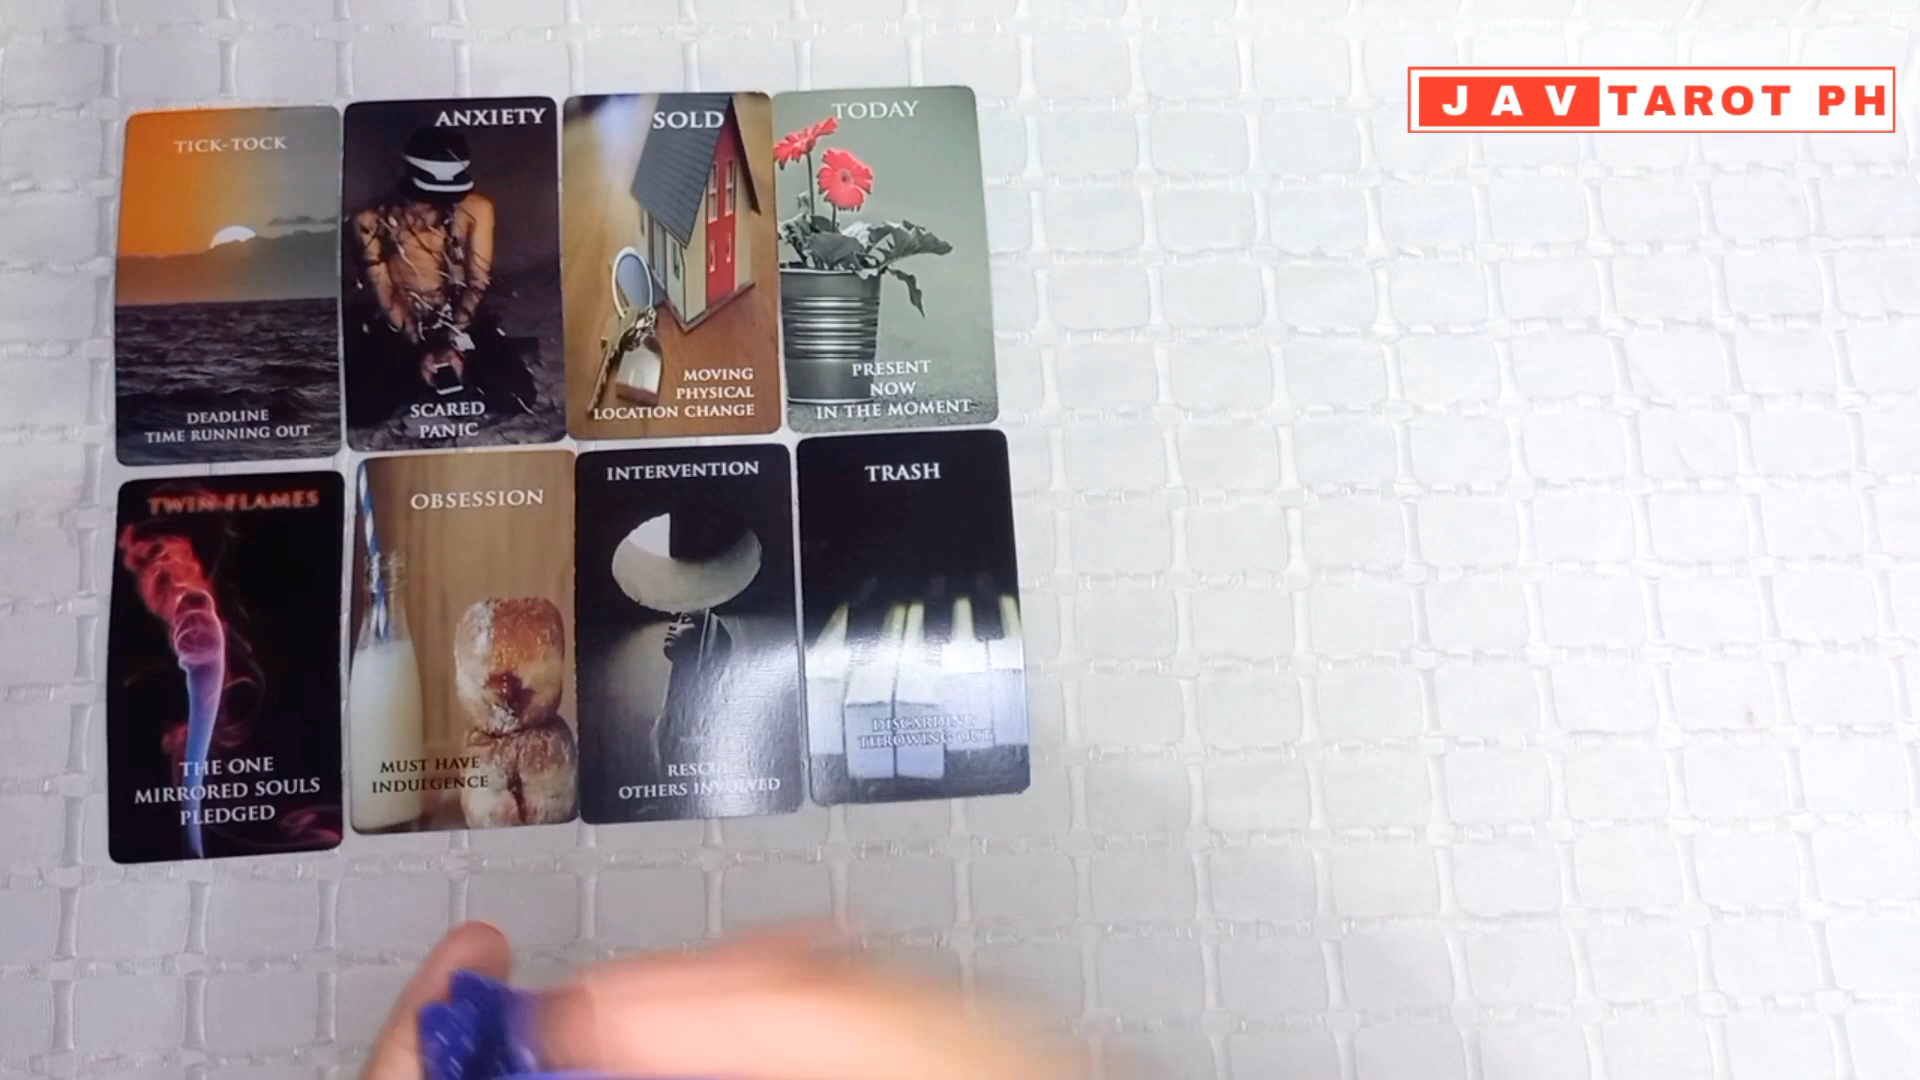 JAV TAROT PH
TICK-TOCK
DEADLINE
TIME RUNNING OUT
ANXIETY
SCARED
PANIC
SOLD
MOVING
PHYSICAL
LOCATION CHANGE
TODAY
PRESENT
NOW
IN THE MOMENT
TWIN-FLAMES
THE ONE
MIRRORED SOULS
PLEDGED
OBSESSION
MUST HAVE
INDULGENCE
INTERVENTION
RESCUE
OTHERS INVOLVED
TRASH
DISCARDING
THROWING OUT